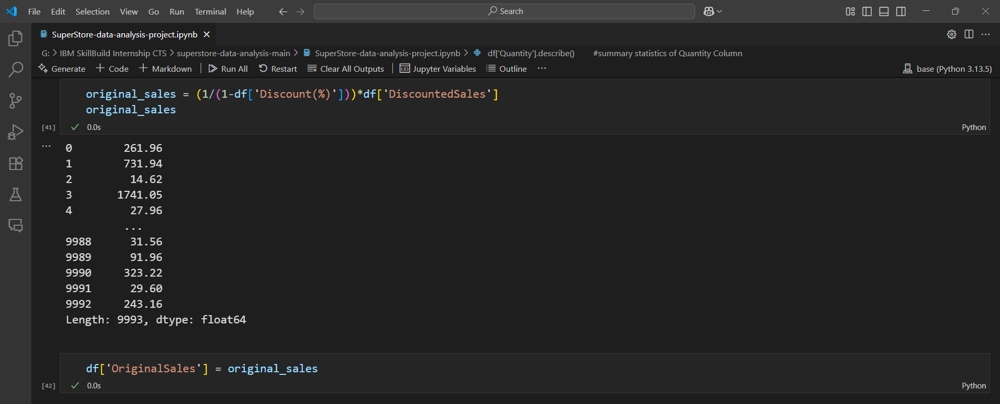 File Edit Selection View Go Run Terminal Help Search
SuperStore-data-analysis-project.ipynb
G: > IBM SkillBuild Internship CTS > superstore-data-analysis-main > SuperStore-data-analysis-project.ipynb > df['Quantity'].describe() #summary statistics of Quantity Column
Generate + Code + Markdown Run All Restart Clear All Outputs Jupyter Variables Outline ... base (Python 3.13.5)
original_sales = (1/(1-df['Discount(%)']))*df['DiscountedSales']
original_sales
[41] 0.0s Python
0 261.96
1 731.94
2 14.62
3 1741.05
4 27.96
...
9988 31.56
9989 91.96
9990 323.22
9991 29.60
9992 243.16
Length: 9993, dtype: float64
df['OriginalSales'] = original_sales
[42] 0.0s Python